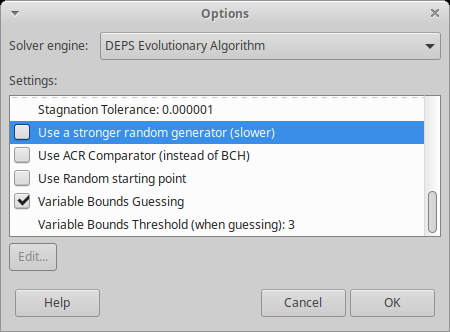 Options
Solver engine: DEPS Evolutionary Algorithm
Settings:
Stagnation Tolerance: 0.000001
Use a stronger random generator (slower)
Use ACR Comparator (instead of BCH)
Use Random starting point
Variable Bounds Guessing
Variable Bounds Threshold (when guessing): 3
Edit...
Help Cancel OK